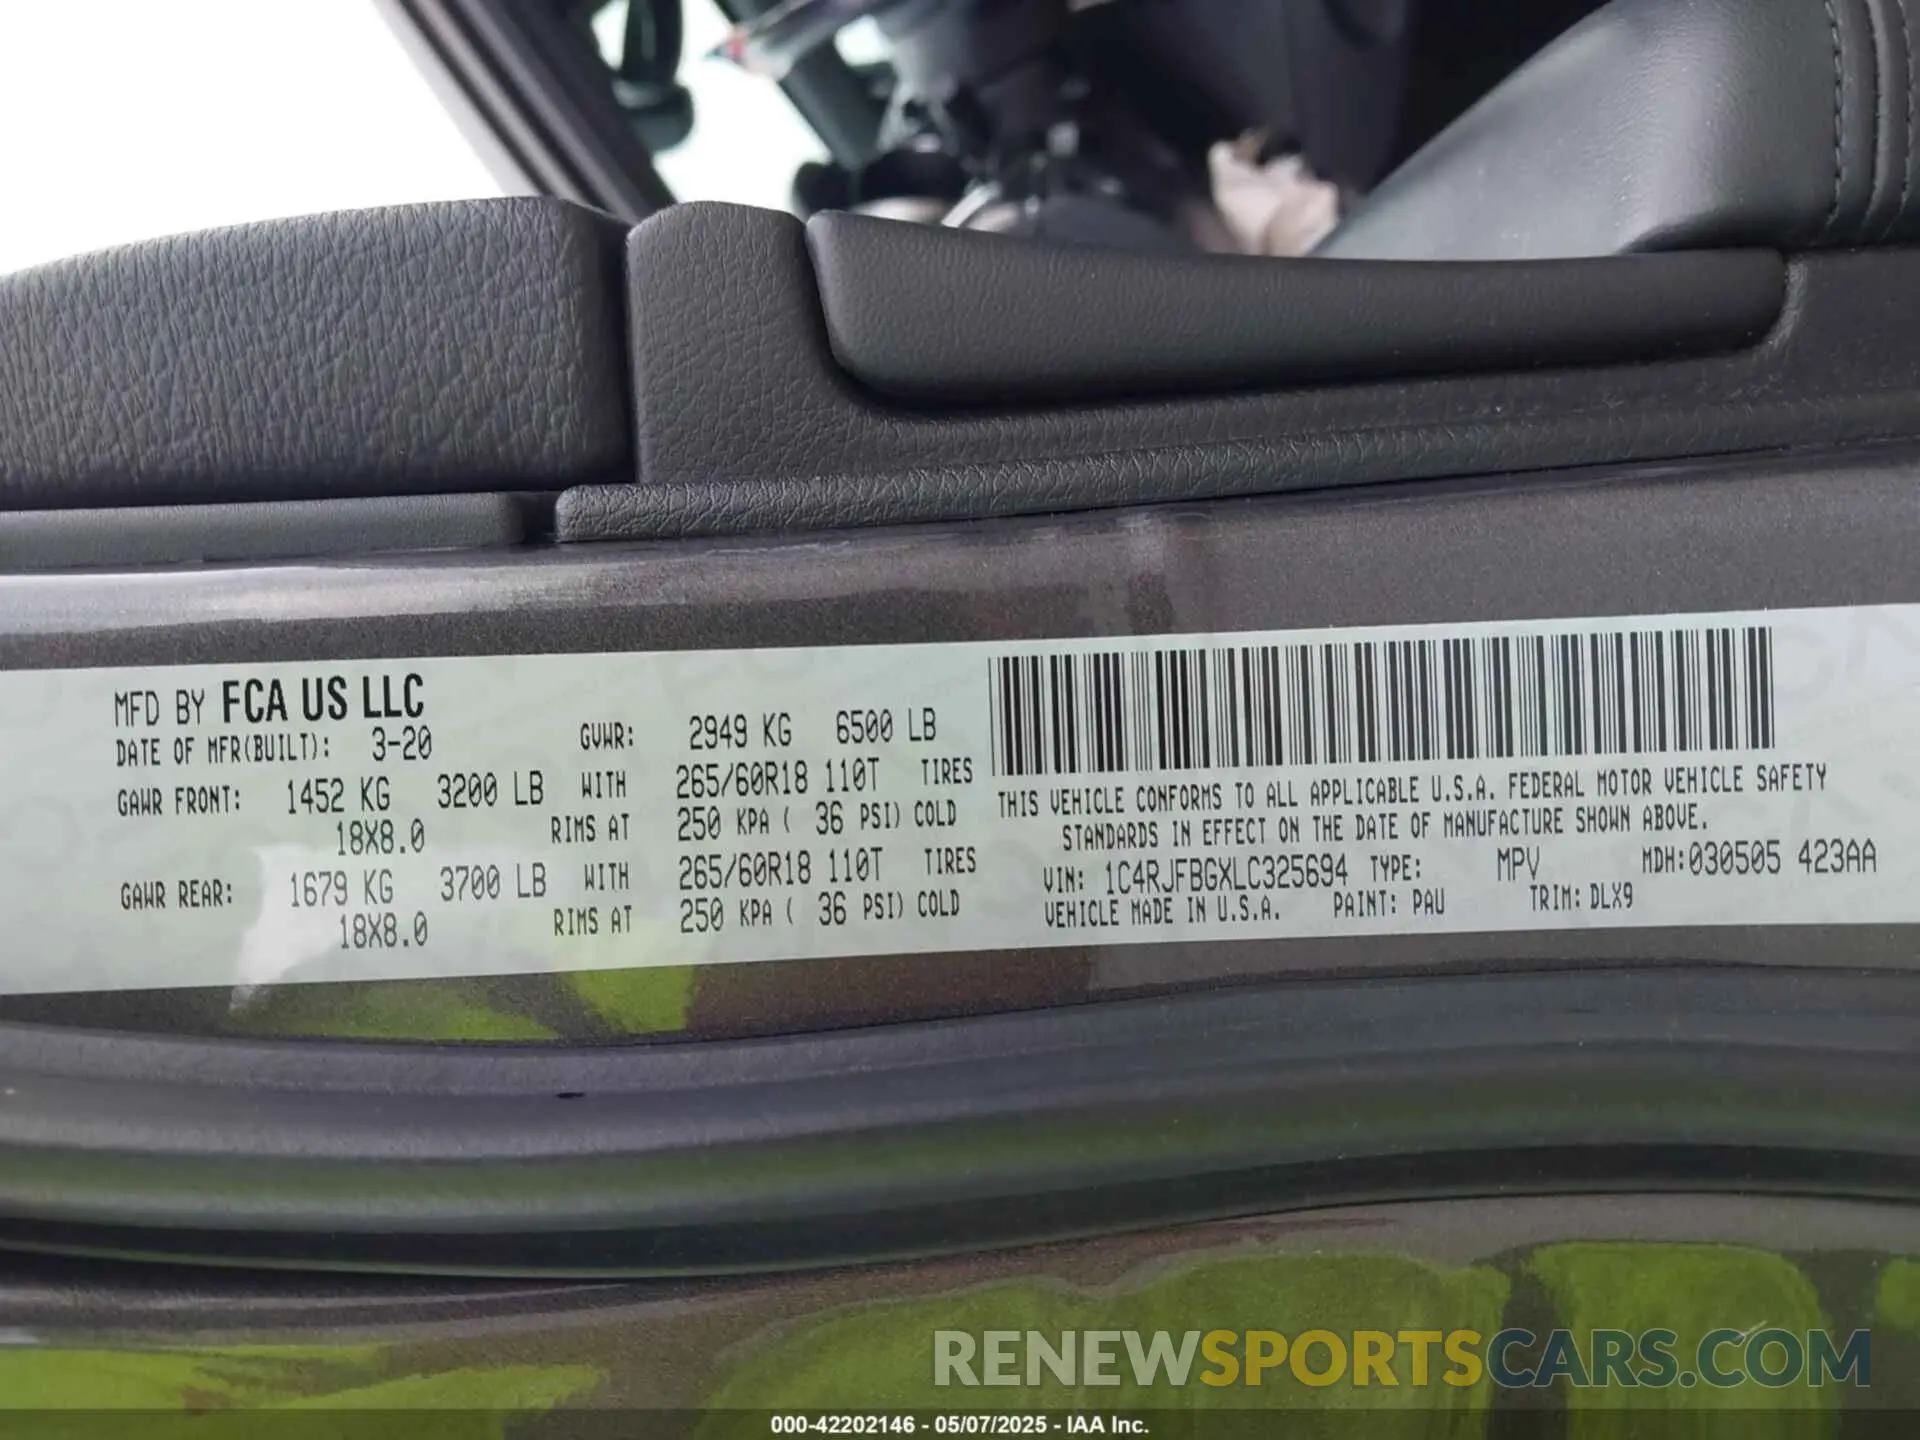 MFD BY FCA US LLC
DATE OF MFR(BUILT): 3-20 GVWR: 2949 KG 6500 LB
GAWR FRONT: 1452 KG 3200 LB WITH 265/60R18 110T TIRES
18X8.0 RIMS AT 250 KPA ( 36 PSI) COLD
GAWR REAR: 1679 KG 3700 LB WITH 265/60R18 110T TIRES
18X8.0 RIMS AT 250 KPA ( 36 PSI) COLD
THIS VEHICLE CONFORMS TO ALL APPLICABLE U.S.A. FEDERAL MOTOR VEHICLE SAFETY
STANDARDS IN EFFECT ON THE DATE OF MANUFACTURE SHOWN ABOVE.
VIN: 1C4RJFBGXLC325694 TYPE: MPV MDH:030505 423AA
VEHICLE MADE IN U.S.A. PAINT: PAU TRIM: DLX9
RENEWSPORTSCARS.COM
000-42202146 - 05/07/2025 - IAA Inc.